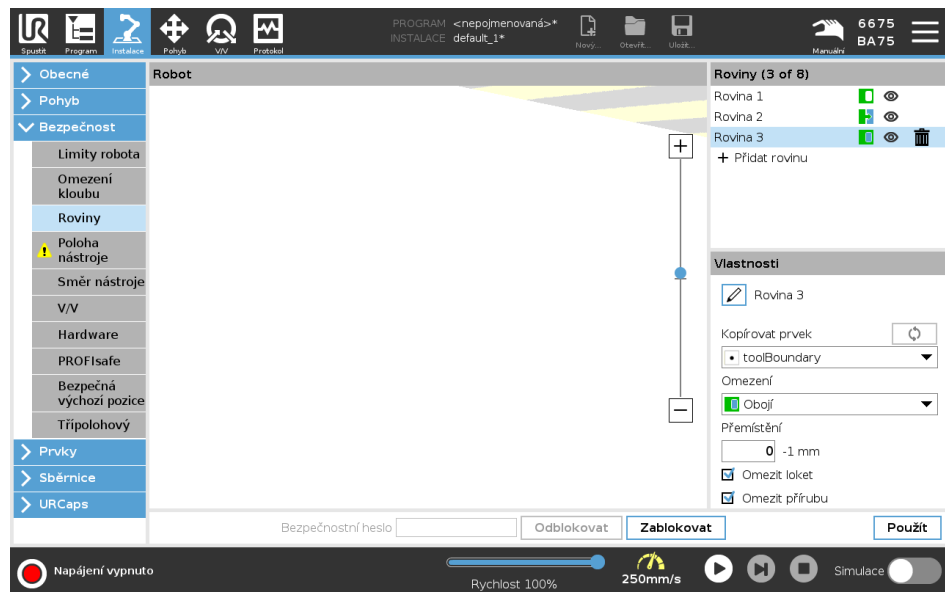 PROGRAM <nepojmenovaná>*
INSTALACE default_1*
Spustit Program Instalace Pohyb V/V Protokol
Nový... Otevřít... Uložit...
Manuální
6675
BA75
Obecné
Pohyb
Bezpečnost
Limity robota
Omezení
kloubu
Roviny
Poloha
nástroje
Směr nástroje
V/V
Hardware
PROFIsafe
Bezpečná
výchozí pozice
Třípolohový
Prvky
Sběrnice
URCaps
Robot
Roviny (3 of 8)
Rovina 1
Rovina 2
Rovina 3
+ Přidat rovinu
Vlastnosti
Rovina 3
Kopírovat prvek
toolBoundary
Omezení
Obojí
Přemístění
0 -1 mm
Omezit loket
Omezit přírubu
Bezpečnostní heslo Odblokovat Zablokovat Použít
Napájení vypnuto
Rychlost 100%
250mm/s
Simulace